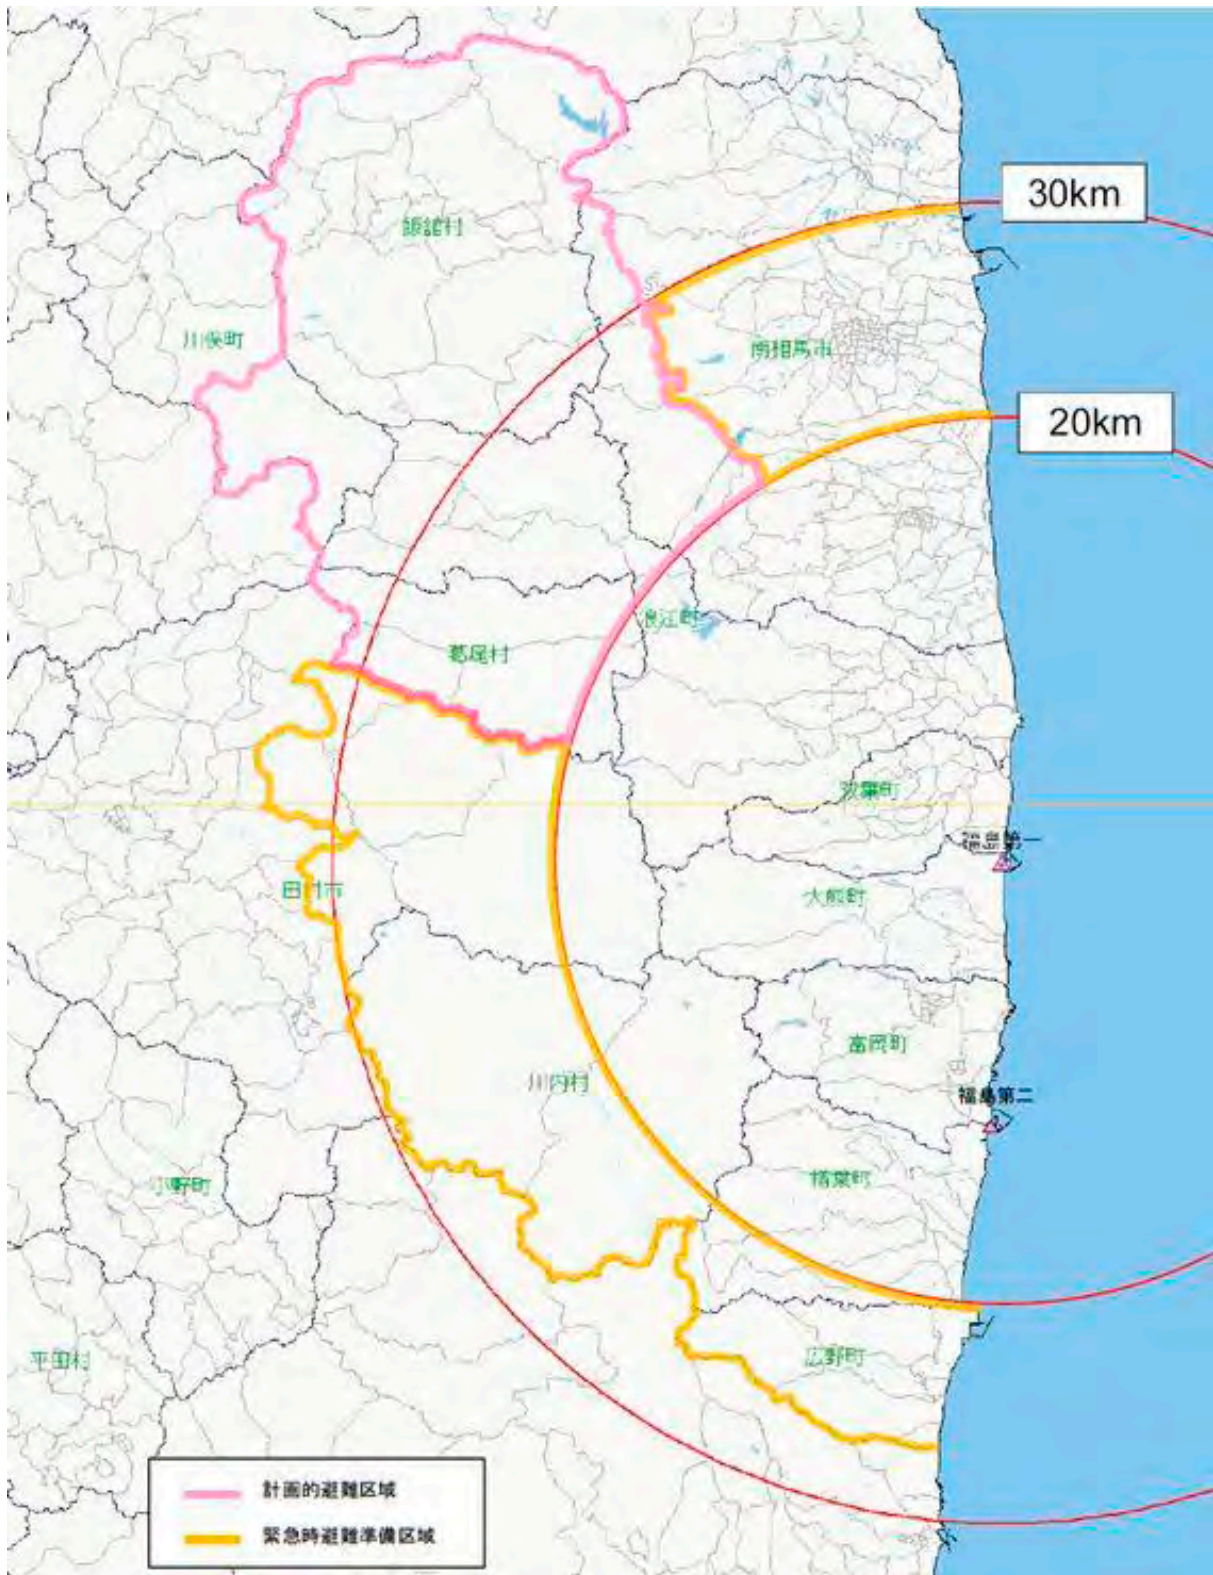 30km
飯舘村
川俣町
南相馬市
20km
浪江町
葛尾村
双葉町
福島第一
田村市
大熊町
富岡町
川内村
福島第二
小野町
楢葉町
平田村
広野町
計画的避難区域
緊急時避難準備区域